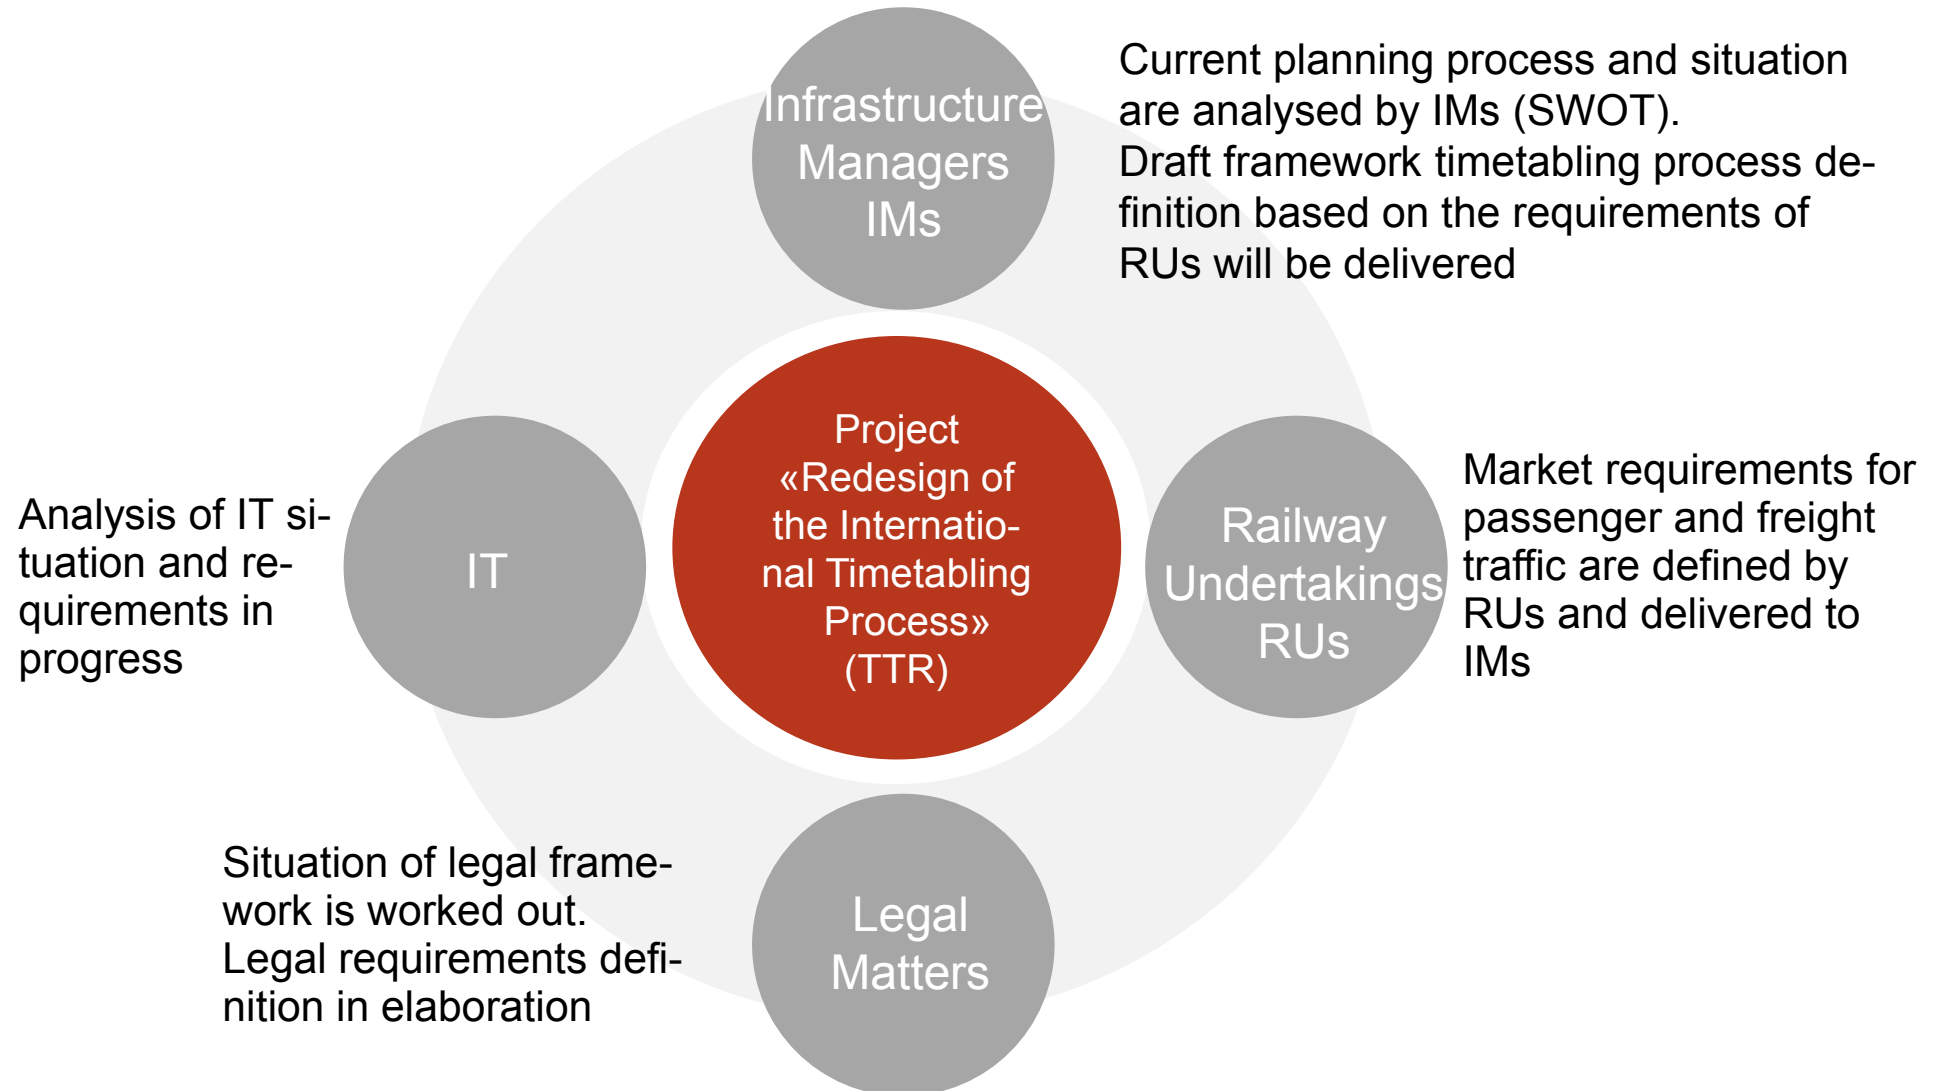 Infrastructure
Managers
IMs
Current planning process and situation
are analysed by IMs (SWOT).
Draft framework timetabling process de-
finition based on the requirements of
RUs will be delivered
Project
«Redesign of
the Internatio-
nal Timetabling
Process»
(TTR)
Analysis of IT si-
tuation and re-
quirements in
progress
IT
Railway
Undertakings
RUs
Market requirements for
passenger and freight
traffic are defined by
RUs and delivered to
IMs
Situation of legal frame-
work is worked out.
Legal requirements defi-
nition in elaboration
Legal
Matters